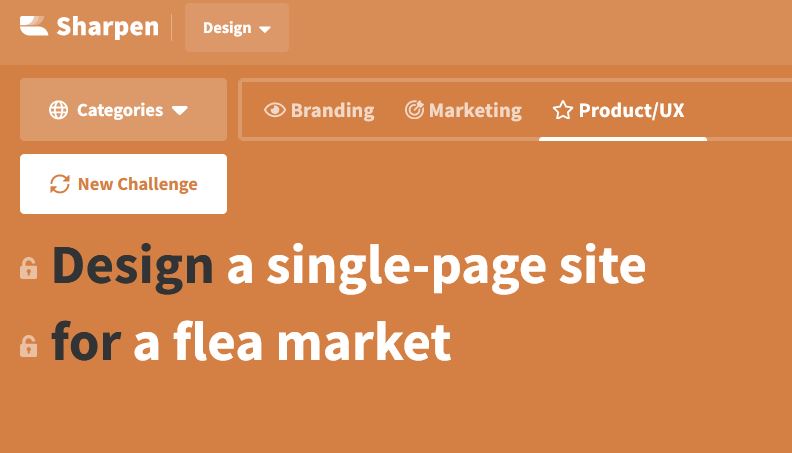 Sharpen
Design
Categories
Branding
Marketing
Product/UX
New Challenge
Design a single-page site
for a flea market